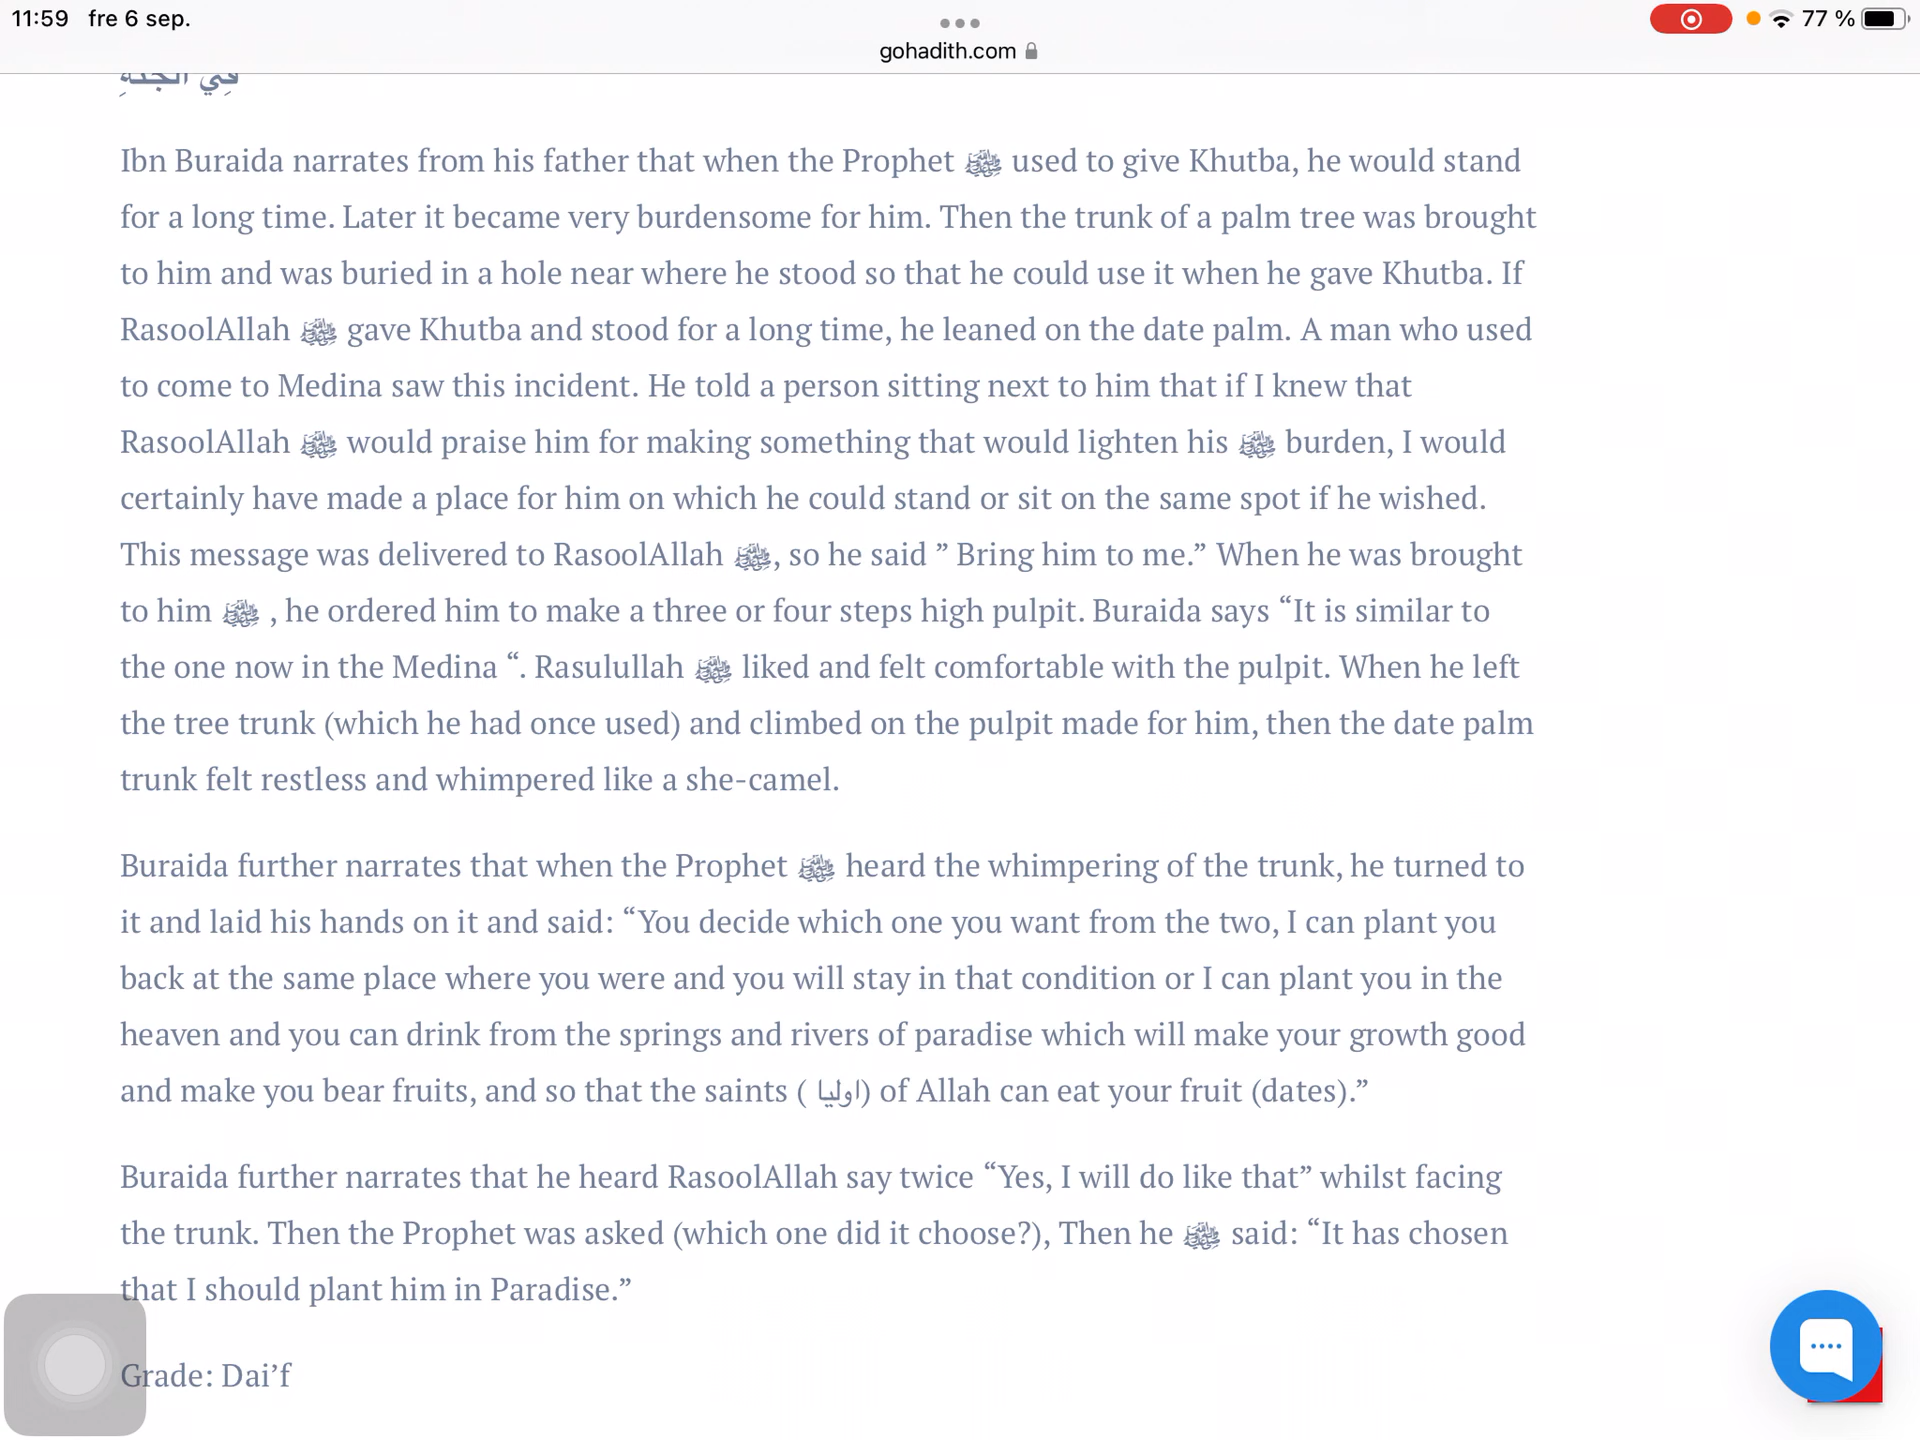 11:59 fre 6 sep.
77 %
gohadith.com
فِي الجنة
Ibn Buraida narrates from his father that when the Prophet ﷺ used to give Khutba, he would stand
for a long time. Later it became very burdensome for him. Then the trunk of a palm tree was brought
to him and was buried in a hole near where he stood so that he could use it when he gave Khutba. If
RasoolAllah ﷺ gave Khutba and stood for a long time, he leaned on the date palm. A man who used
to come to Medina saw this incident. He told a person sitting next to him that if I knew that
RasoolAllah ﷺ would praise him for making something that would lighten his ﷺ burden, I would
certainly have made a place for him on which he could stand or sit on the same spot if he wished.
This message was delivered to RasoolAllah ﷺ, so he said ” Bring him to me.” When he was brought
to him ﷺ , he ordered him to make a three or four steps high pulpit. Buraida says “It is similar to
the one now in the Medina “. Rasulullah ﷺ liked and felt comfortable with the pulpit. When he left
the tree trunk (which he had once used) and climbed on the pulpit made for him, then the date palm
trunk felt restless and whimpered like a she-camel.
Buraida further narrates that when the Prophet ﷺ heard the whimpering of the trunk, he turned to
it and laid his hands on it and said: “You decide which one you want from the two, I can plant you
back at the same place where you were and you will stay in that condition or I can plant you in the
heaven and you can drink from the springs and rivers of paradise which will make your growth good
and make you bear fruits, and so that the saints ( اولیا) of Allah can eat your fruit (dates).”
Buraida further narrates that he heard RasoolAllah say twice “Yes, I will do like that” whilst facing
the trunk. Then the Prophet was asked (which one did it choose?), Then he ﷺ said: “It has chosen
that I should plant him in Paradise.”
Grade: Dai’f